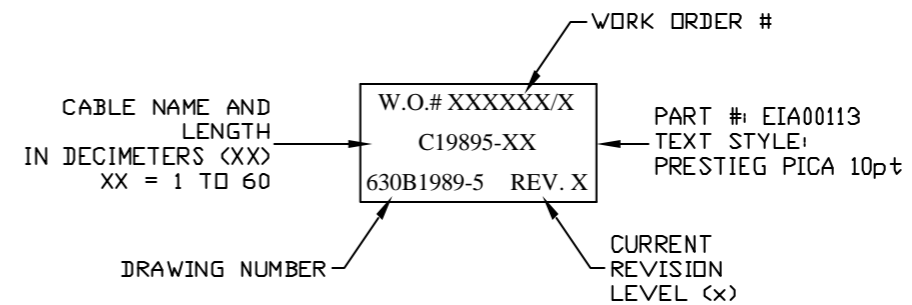 WORK ORDER #
CABLE NAME AND
LENGTH
IN DECIMETERS (XX)
XX = 1 TO 60
W.O.# XXXXXX/X
C19895-XX
630B1989-5 REV. X
PART #: EIA00113
TEXT STYLE:
PRESTIEG PICA 10pt
DRAWING NUMBER
CURRENT
REVISION
LEVEL (x)